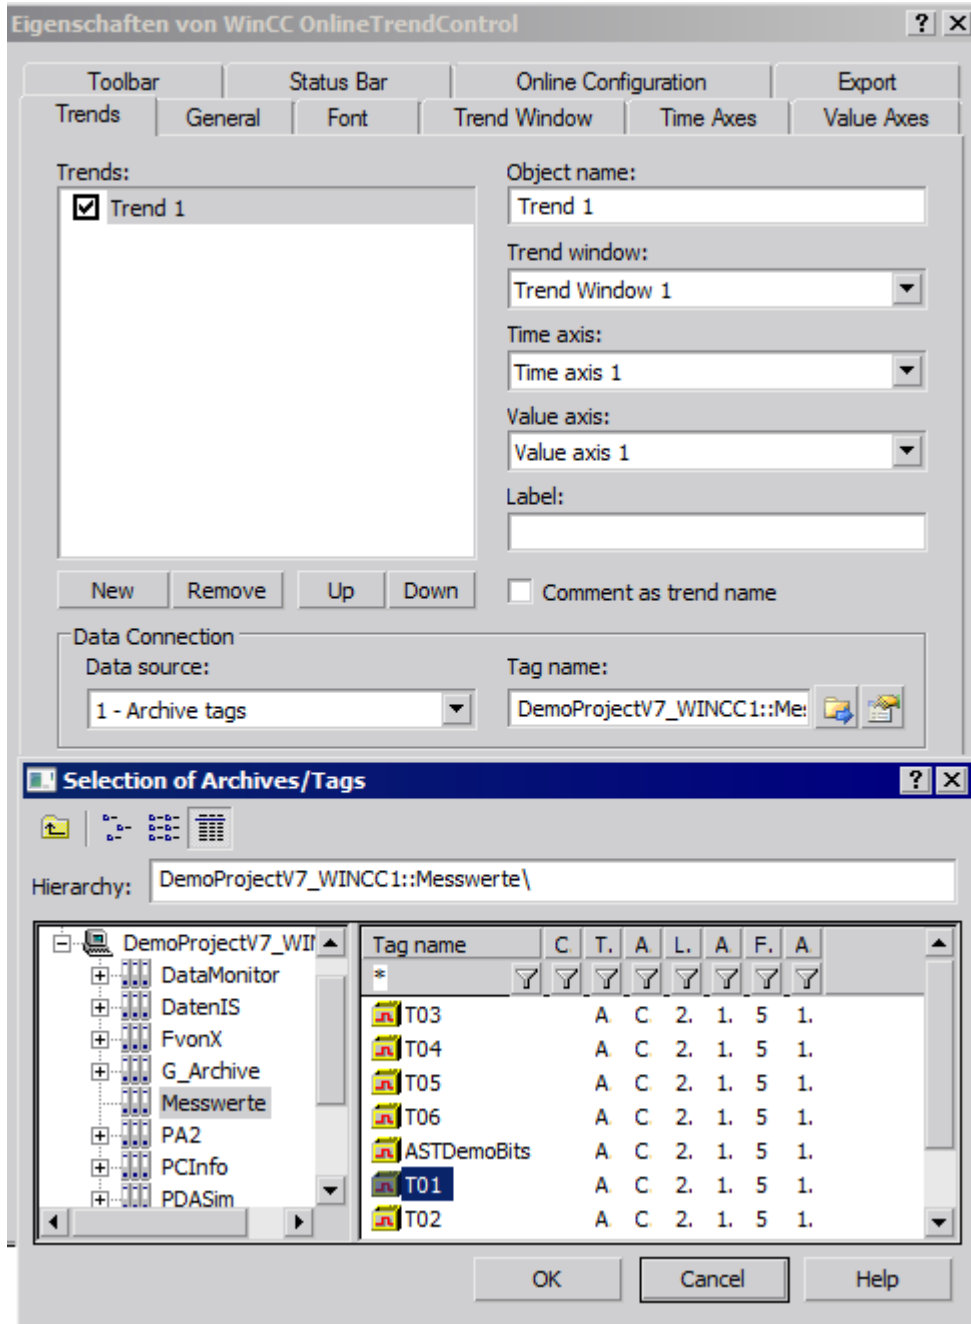 Eigenschaften von WinCC OnlineTrendControl
Toolbar Status Bar Online Configuration Export
Trends General Font Trend Window Time Axes Value Axes
Trends:
Trend 1
Object name:
Trend 1
Trend window:
Trend Window 1
Time axis:
Time axis 1
Value axis:
Value axis 1
Label:
New Remove Up Down
Comment as trend name
Data Connection
Data source:
1 - Archive tags
Tag name:
DemoProjectV7_WINCC1::Me
Selection of Archives/Tags
Hierarchy: DemoProjectV7_WINCC1::Messwerte\
DemoProjectV7_WI
DataMonitor
DatenIS
FvonX
G_Archive
Messwerte
PA2
PCInfo
PDASim
Tag name C. T. A. L. A. F. A.
*
T03 A. C. 2. 1. 5 1.
T04 A. C. 2. 1. 5 1.
T05 A. C. 2. 1. 5 1.
T06 A. C. 2. 1. 5 1.
ASTDemoBits A. C. 2. 1. 5 1.
T01 A. C. 2. 1. 5 1.
T02 A. C. 2. 1. 5 1.
OK Cancel Help